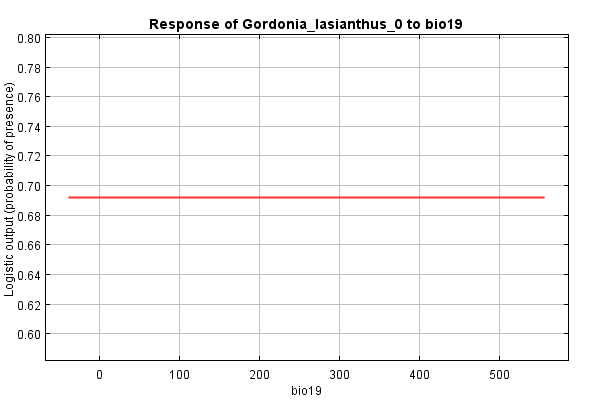 Response of Gordonia_lasianthus_0 to bio19
Logistic output (probability of presence)
0.80
0.78
0.76
0.74
0.72
0.70
0.68
0.66
0.64
0.62
0.60
0 100 200 300 400 500
bio19